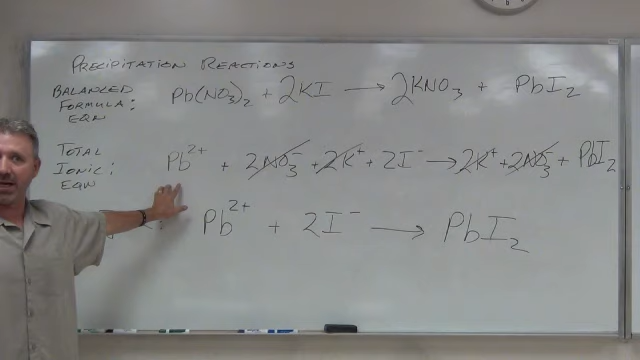 PRECIPITATION REACTIONS
BALANCED FORMULA: EQN Pb(NO₃)₂ + 2KI → 2KNO₃ + PbI₂
TOTAL IONIC: EQN Pb²⁺ + 2NO₃⁻ + 2K⁺ + 2I⁻ → 2K⁺ + 2NO₃⁻ + PbI₂
Pb²⁺ + 2I⁻ → PbI₂